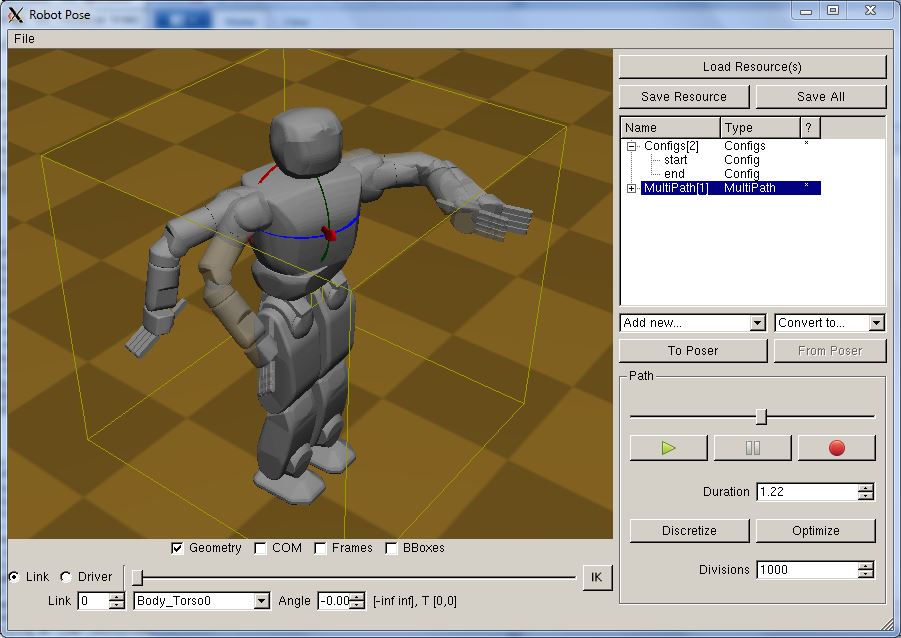 Robot Pose
File
Load Resource(s)
Save Resource Save All
Name Type ?
Configs[2] Configs *
start Config
end Config
MultiPath[1] MultiPath *
Add new... Convert to...
To Poser From Poser
Path
Duration 1.22
Discretize Optimize
Divisions 1000
Geometry COM Frames BBoxes
Link Driver IK
Link 0 Body_Torso0 Angle -0.00 [-inf inf], T [0,0]